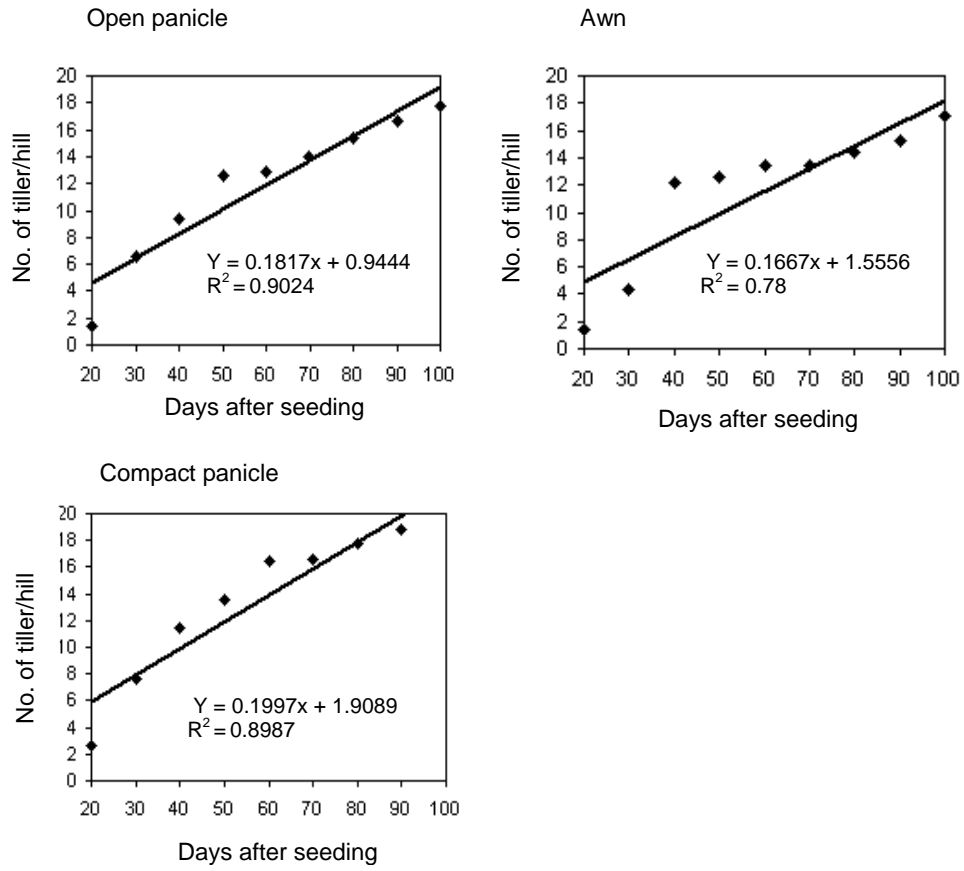 Open panicle
No. of tiller/hill
20
18
16
14
12
10
8
6
4
2
0
Y = 0.1817x + 0.9444
R² = 0.9024
20 30 40 50 60 70 80 90 100
Days after seeding
Awn
No. of tiller/hill
20
18
16
14
12
10
8
6
4
2
0
Y = 0.1667x + 1.5556
R² = 0.78
20 30 40 50 60 70 80 90 100
Days after seeding
Compact panicle
No. of tiller/hill
20
18
16
14
12
10
8
6
4
2
0
Y = 0.1997x + 1.9089
R² = 0.8987
20 30 40 50 60 70 80 90 100
Days after seeding